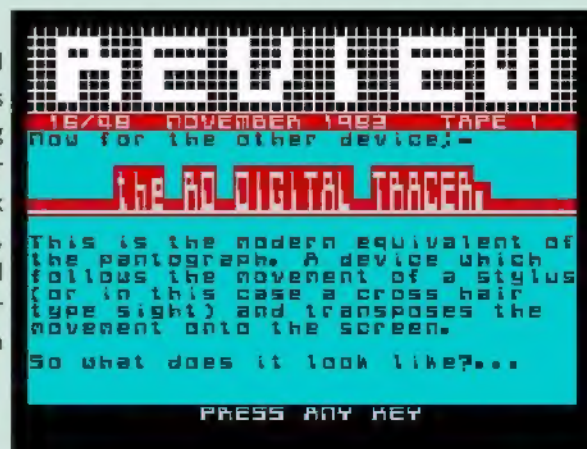 REVIEW
16/48 NOVEMBER 1983 TAPE 1
Now for the other device;-
the RD DIGITAL TRACER,
This is the modern equivalent of
the pantograph. A device which
follows the movement of a stylus
(or in this case a cross hair
type sight) and transposes the
movement onto the screen.
So what does it look like?...
PRESS ANY KEY